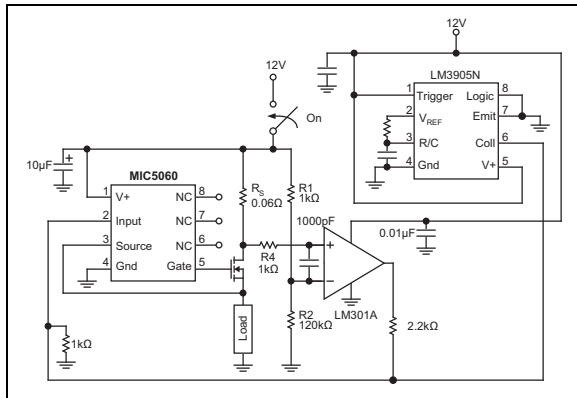 12V
LM3905N
12V
On
1 Trigger Logic 8
2 VREF Emit 7
3 R/C Coll 6
4 Gnd V+ 5
10µF
+
MIC5060
1 V+ NC 8
2 Input NC 7
3 Source NC 6
4 Gnd Gate 5
RS
0.06Ω
R1
1kΩ
1000pF
R4
1kΩ
+
−
0.01µF
LM301A
R2
120kΩ
2.2kΩ
Load
1kΩ